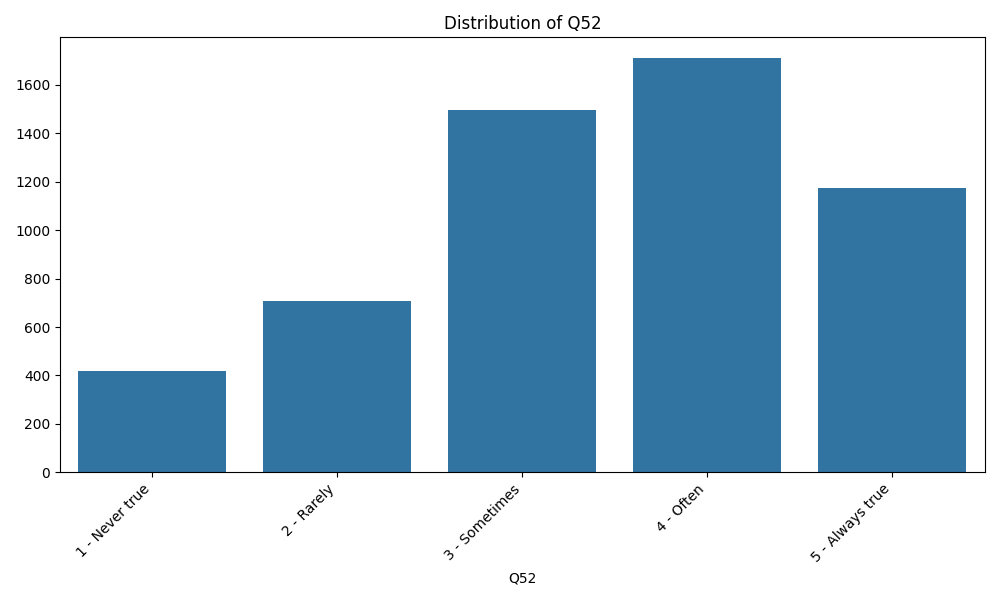 Distribution of Q52
1600
1400
1200
1000
800
600
400
200
0
1 - Never true
2 - Rarely
3 - Sometimes
4 - Often
5 - Always true
Q52